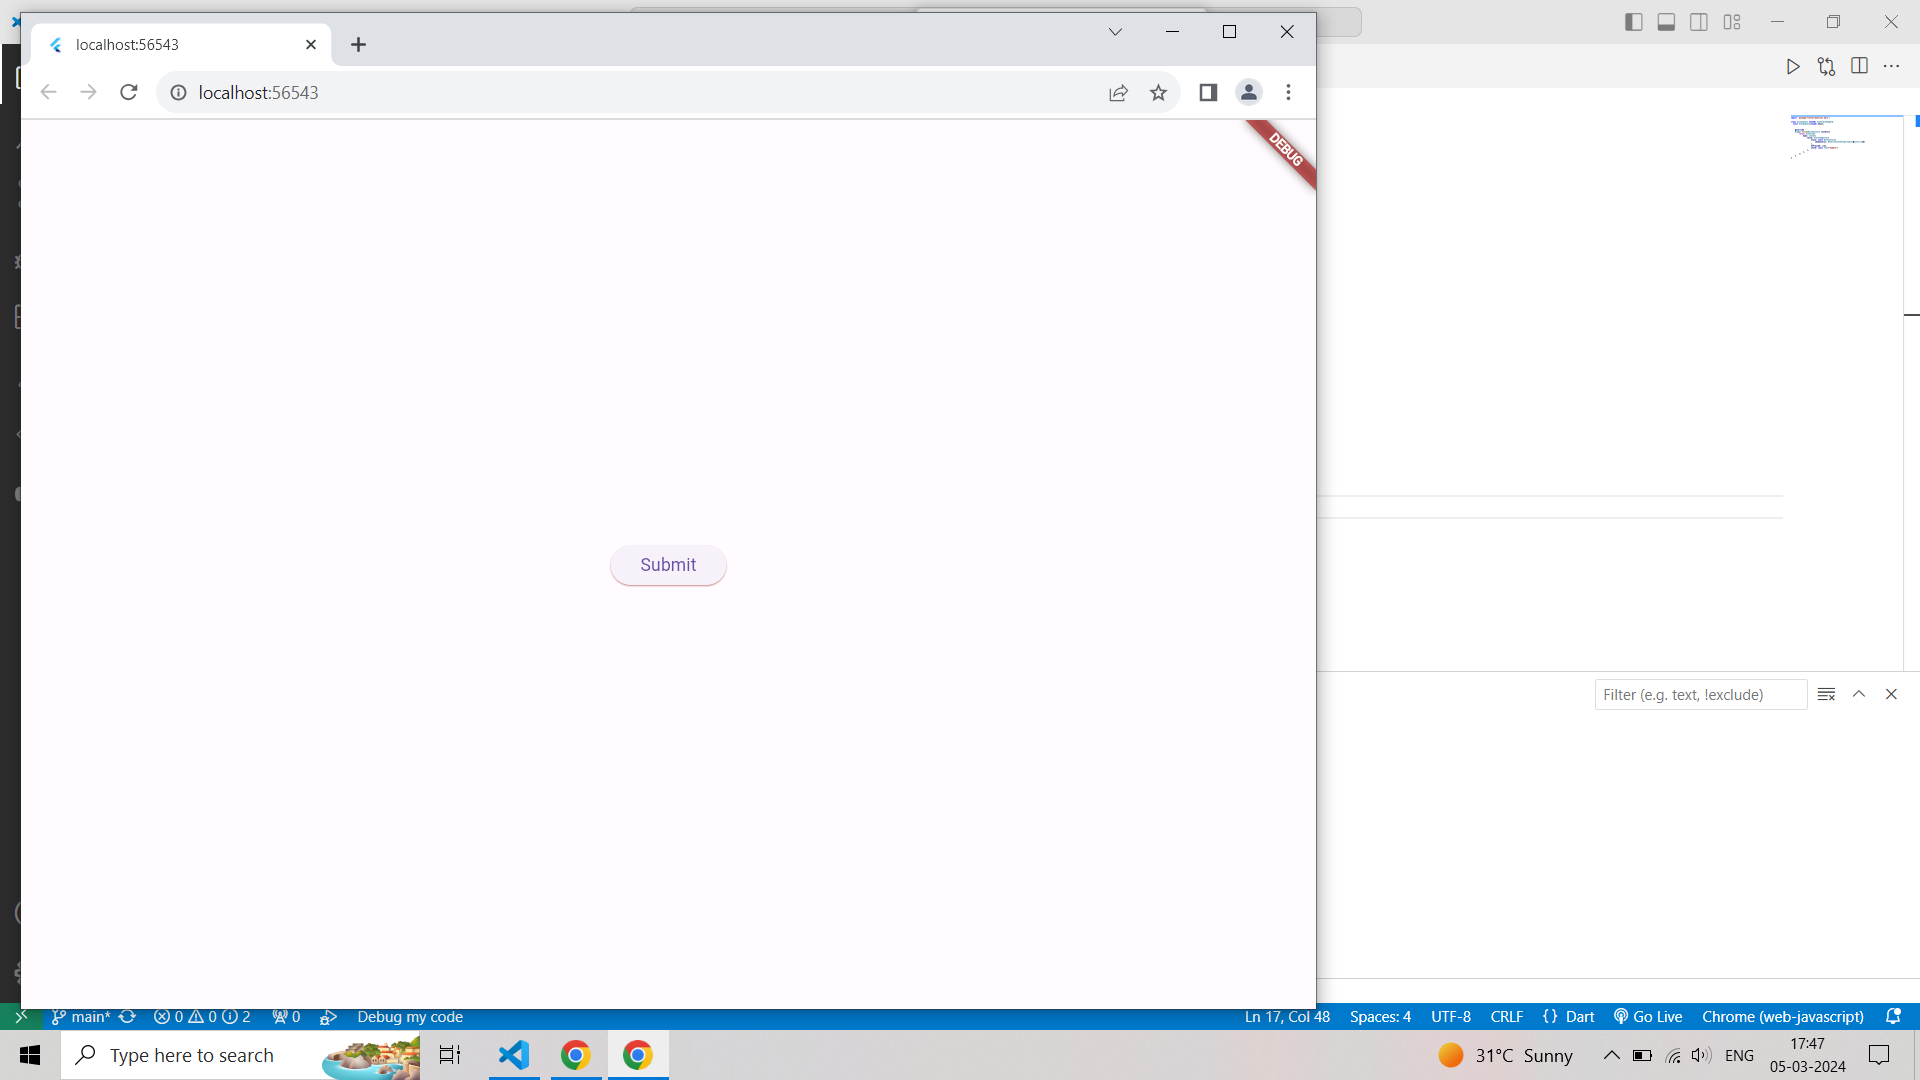 localhost:56543
localhost:56543
DEBUG
Submit
Filter (e.g. text, !exclude)
main* 0 0 2 0 Debug my code Ln 17, Col 48 Spaces: 4 UTF-8 CRLF {} Dart Go Live Chrome (web-javascript)
Type here to search 31°C Sunny ENG 17:47
05-03-2024